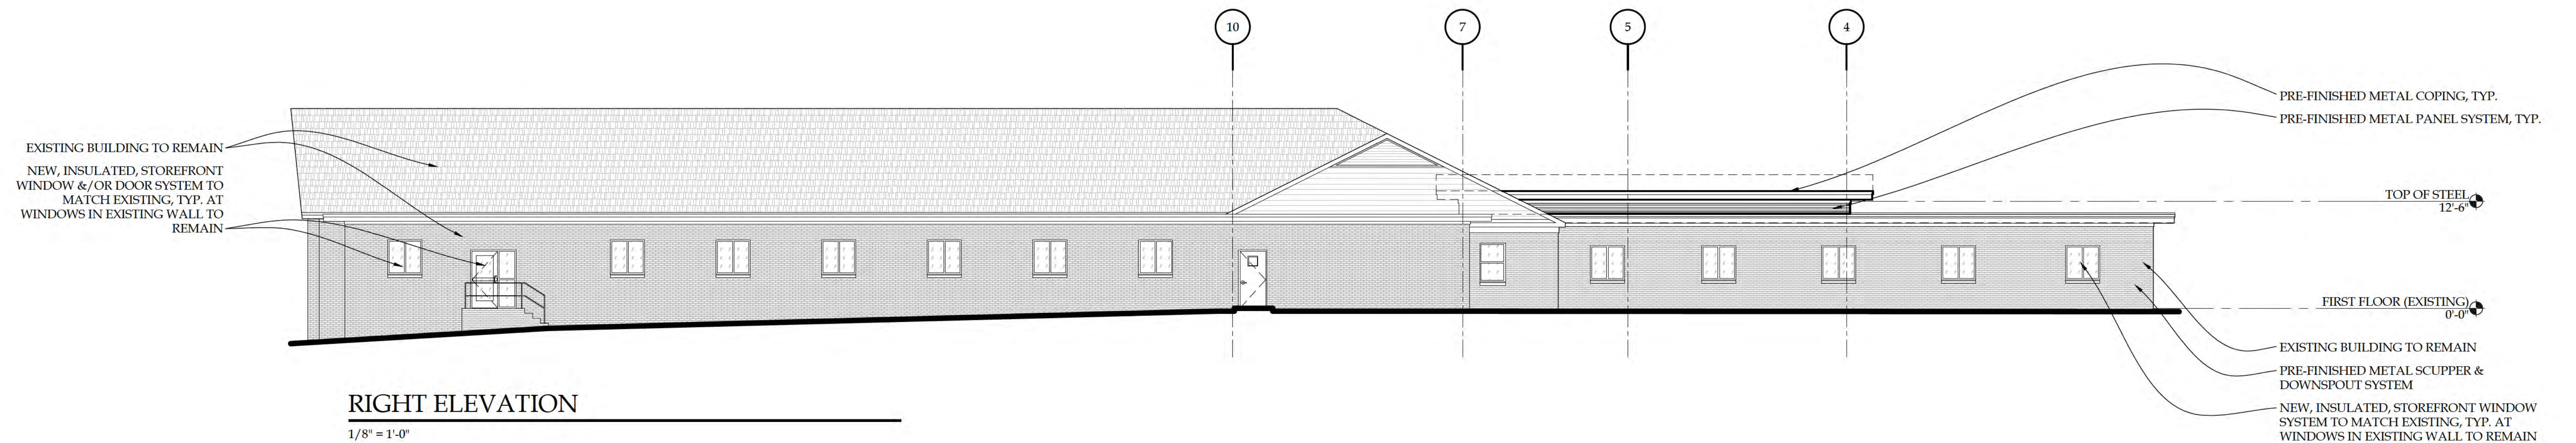 10
7
5
4
EXISTING BUILDING TO REMAIN
NEW, INSULATED, STOREFRONT
WINDOW &/OR DOOR SYSTEM TO
MATCH EXISTING, TYP. AT
WINDOWS IN EXISTING WALL TO
REMAIN
PRE-FINISHED METAL COPING, TYP.
PRE-FINISHED METAL PANEL SYSTEM, TYP.
TOP OF STEEL
12'-6"
FIRST FLOOR (EXISTING)
0'-0"
EXISTING BUILDING TO REMAIN
PRE-FINISHED METAL SCUPPER &
DOWNSPOUT SYSTEM
NEW, INSULATED, STOREFRONT WINDOW
SYSTEM TO MATCH EXISTING, TYP. AT
WINDOWS IN EXISTING WALL TO REMAIN
RIGHT ELEVATION
1/8" = 1'-0"